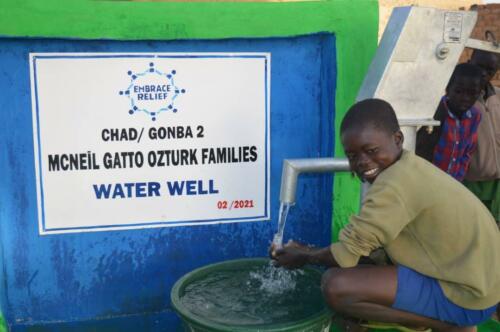 EMBRACE
RELIEF
CHAD/ GONBA 2
MCNEİL GATTO OZTURK FAMILIES
WATER WELL
02 /2021